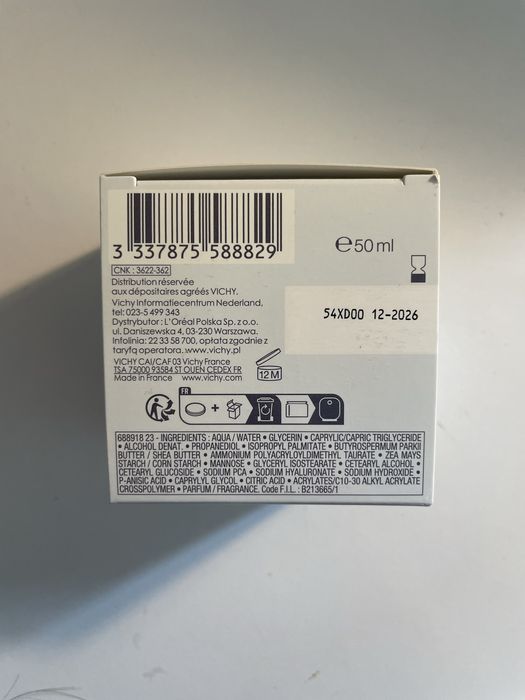 3 337875 588829
CNK : 3622-362
Distribution réservée
aux dépositaires agréés VICHY.
Vichy Informatiecentrum Nederland,
tel: 023-5 499 343
Dystrybutor : L'Oréal Polska Sp. z o.o.
ul. Daniszewska 4, 03-230 Warszawa.
Infolinia: 22 33 58 700, opłata zgodnie z
taryfą operatora. www.vichy.pl
VICHY CAI/CAF 03 Vichy France
TSA 75000 93584 ST OUEN CEDEX FR
Made in France www.vichy.com
℮50 ml
54XD00 12-2026
12 M
FR
+
688918 23 - INGREDIENTS : AQUA / WATER • GLYCERIN • CAPRYLIC/CAPRIC TRIGLYCERIDE
• ALCOHOL DENAT. • PROPANEDIOL • ISOPROPYL PALMITATE • BUTYROSPERMUM PARKII
BUTTER / SHEA BUTTER • AMMONIUM POLYACRYLOYLDIMETHYL TAURATE • ZEA MAYS
STARCH / CORN STARCH • MANNOSE • GLYCERYL ISOSTEARATE • CETEARYL ALCOHOL •
CETEARYL GLUCOSIDE • SODIUM PCA • SODIUM HYALURONATE • SODIUM HYDROXIDE •
P-ANISIC ACID • CAPRYLYL GLYCOL • CITRIC ACID • ACRYLATES/C10-30 ALKYL ACRYLATE
CROSSPOLYMER • PARFUM / FRAGRANCE. Code F.I.L. : B213665/1